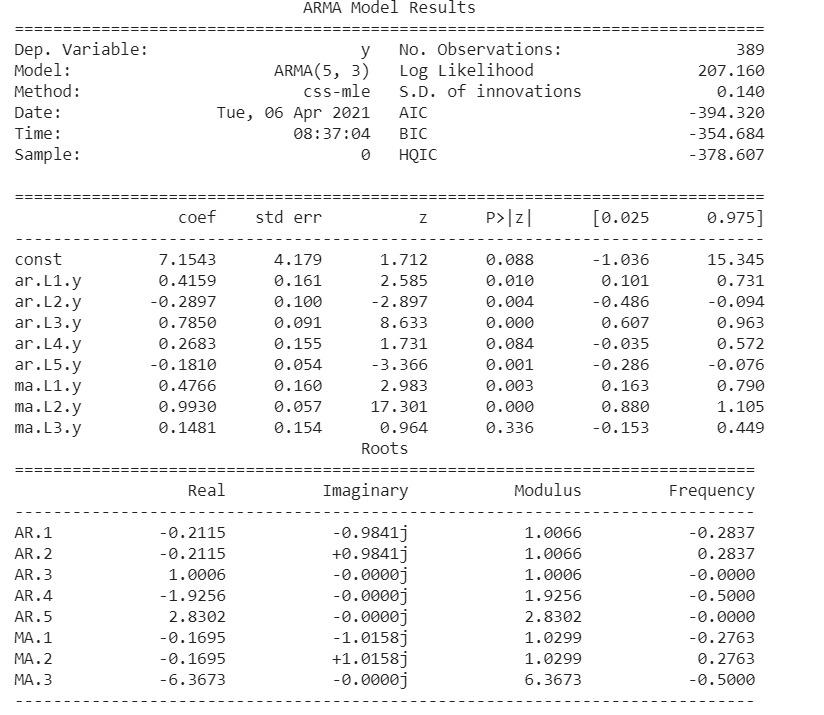 ARMA Model Results
==============================================================================
Dep. Variable:                      y   No. Observations:                  389
Model:                     ARMA(5, 3)   Log Likelihood                 207.160
Method:                       css-mle   S.D. of innovations              0.140
Date:                Tue, 06 Apr 2021   AIC                           -394.320
Time:                        08:37:04   BIC                           -354.684
Sample:                             0   HQIC                          -378.607
==============================================================================
                 coef    std err          z      P>|z|      [0.025      0.975]
------------------------------------------------------------------------------
const          7.1543      4.179      1.712      0.088      -1.036      15.345
ar.L1.y        0.4159      0.161      2.585      0.010       0.101       0.731
ar.L2.y       -0.2897      0.100     -2.897      0.004      -0.486      -0.094
ar.L3.y        0.7850      0.091      8.633      0.000       0.607       0.963
ar.L4.y        0.2683      0.155      1.731      0.084      -0.035       0.572
ar.L5.y       -0.1810      0.054     -3.366      0.001      -0.286      -0.076
ma.L1.y        0.4766      0.160      2.983      0.003       0.163       0.790
ma.L2.y        0.9930      0.057     17.301      0.000       0.880       1.105
ma.L3.y        0.1481      0.154      0.964      0.336      -0.153       0.449
                                    Roots
=============================================================================
                  Real          Imaginary           Modulus         Frequency
-----------------------------------------------------------------------------
AR.1           -0.2115           -0.9841j            1.0066           -0.2837
AR.2           -0.2115           +0.9841j            1.0066            0.2837
AR.3            1.0006           -0.0000j            1.0006           -0.0000
AR.4           -1.9256           -0.0000j            1.9256           -0.5000
AR.5            2.8302           -0.0000j            2.8302           -0.0000
MA.1           -0.1695           -1.0158j            1.0299           -0.2763
MA.2           -0.1695           +1.0158j            1.0299            0.2763
MA.3           -6.3673           -0.0000j            6.3673           -0.5000
-----------------------------------------------------------------------------